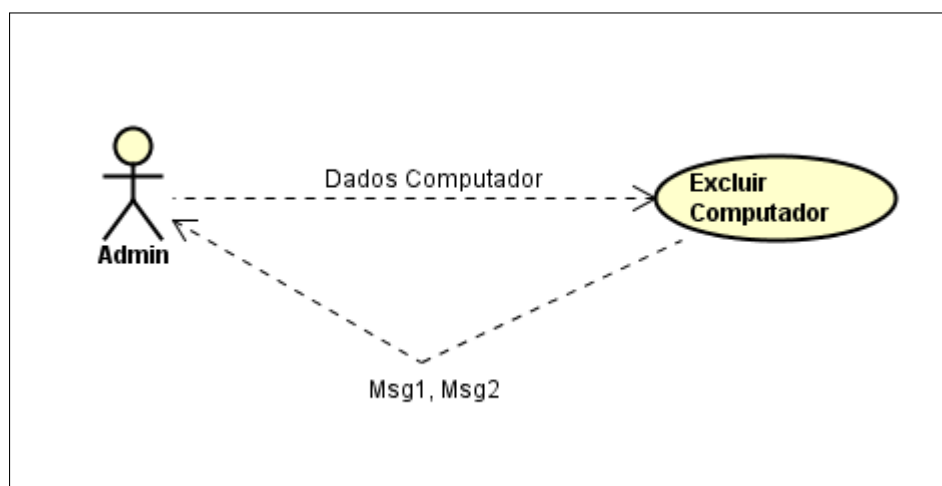 Dados Computador
Excluir
Computador
Admin
Msg1, Msg2